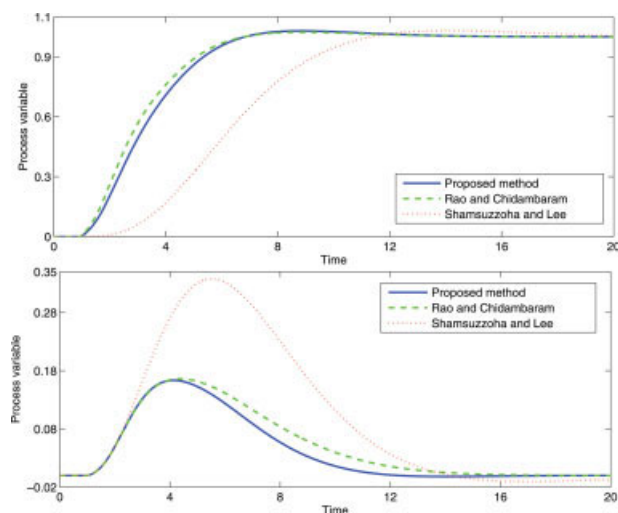 1.1
0.9
0.6
0.3
0
Process variable
Proposed method
Rao and Chidambaram
Shamsuzzoha and Lee
0 4 8 12 16 20
Time
0.35
0.28
0.18
0.08
−0.02
Process variable
Proposed method
Rao and Chidambaram
Shamsuzzoha and Lee
0 4 8 12 16 20
Time